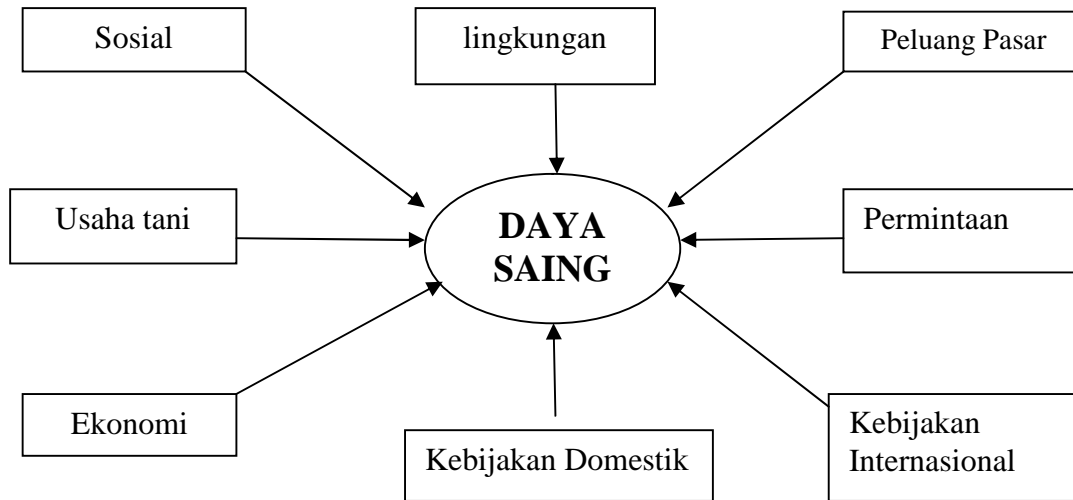 Sosial
lingkungan
Peluang Pasar
Usaha tani
DAYA
SAING
Permintaan
Ekonomi
Kebijakan Domestik
Kebijakan
Internasional